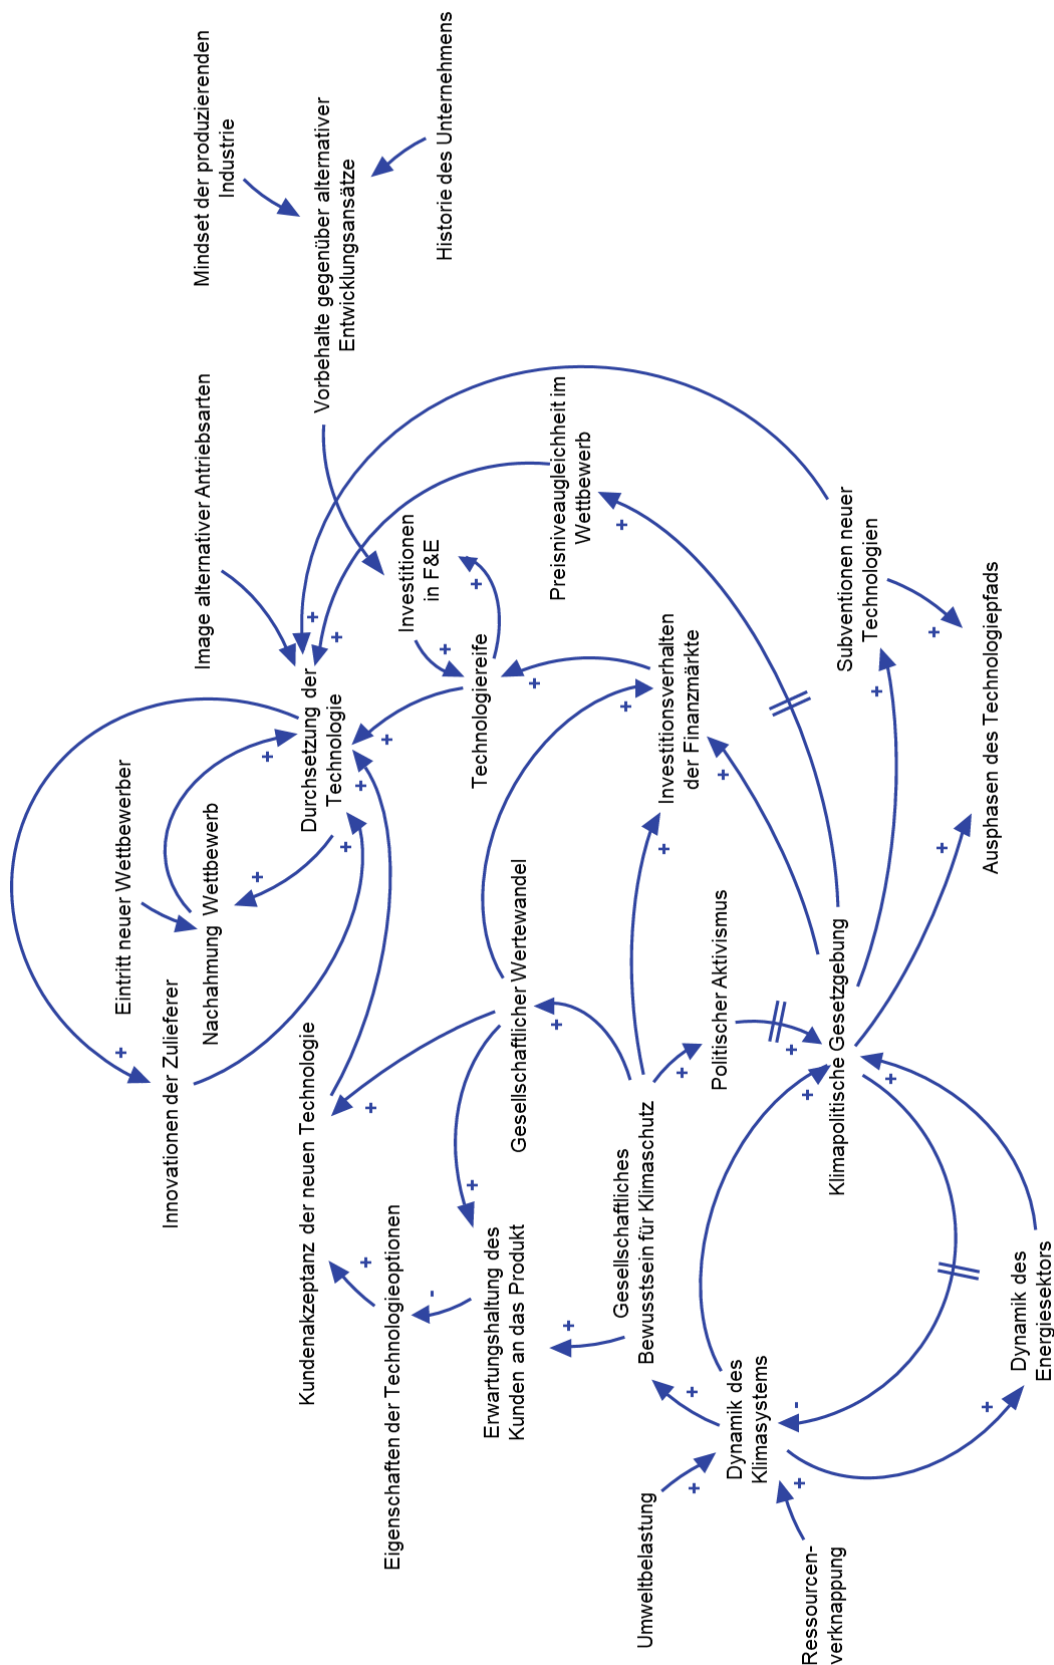 Mindset der produzierenden
Industrie
Historie des Unternehmens
Vorbehalte gegenüber alternativer
Entwicklungsansätze
Image alternativer Antriebsarten
Durchsetzung der
Technologie
Investitionen
in F&E
Preisniveaugleichheit im
Wettbewerb
Technologiereife
Subventionen neuer
Technologien
Eintritt neuer Wettbewerber
Nachahmung Wettbewerb
Investitionsverhalten
der Finanzmärkte
Ausphasen des Technologiepfads
Innovationen der Zulieferer
Kundenakzeptanz der neuen Technologie
Gesellschaftlicher Wertewandel
Politischer Aktivismus
Klimapolitische Gesetzgebung
Eigenschaften der Technologieoptionen
Erwartungshaltung des
Kunden an das Produkt
Gesellschaftliches
Bewusstsein für Klimaschutz
Dynamik des
Klimasystems
Dynamik des
Energiesektors
Umweltbelastung
Ressourcen-
verknappung